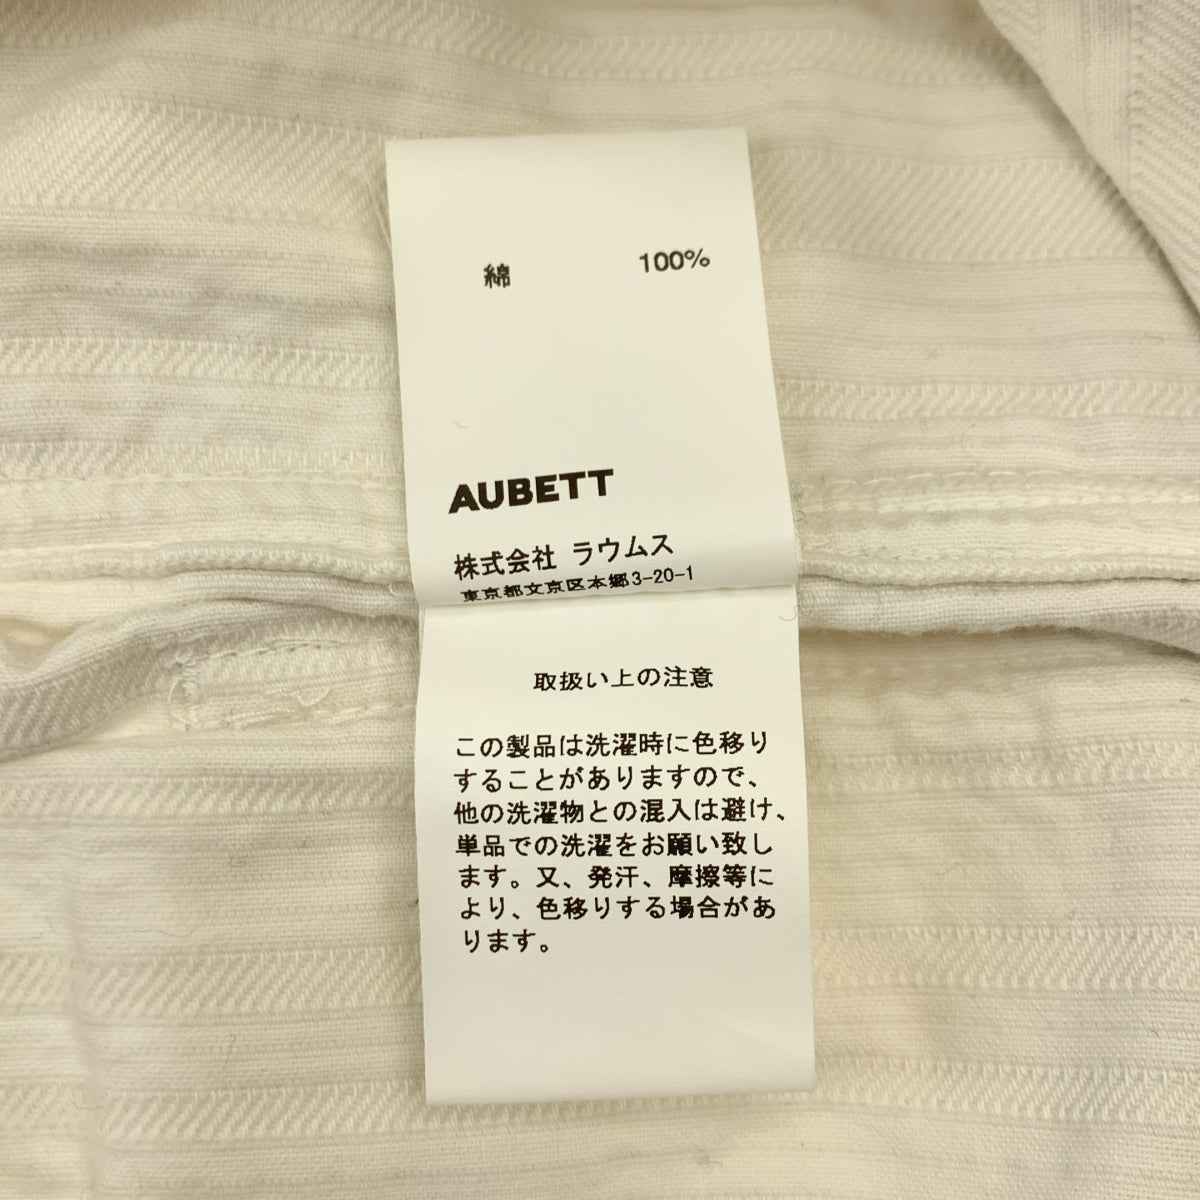 綿 100%
AUBETT
株式会社 ラウムス
東京都文京区本郷3-20-1
取扱い上の注意
この製品は洗濯時に色移り
することがありますので、
他の洗濯物との混入は避け、
単品での洗濯をお願い致し
ます。又、発汗、摩擦等に
より、色移りする場合があ
ります。